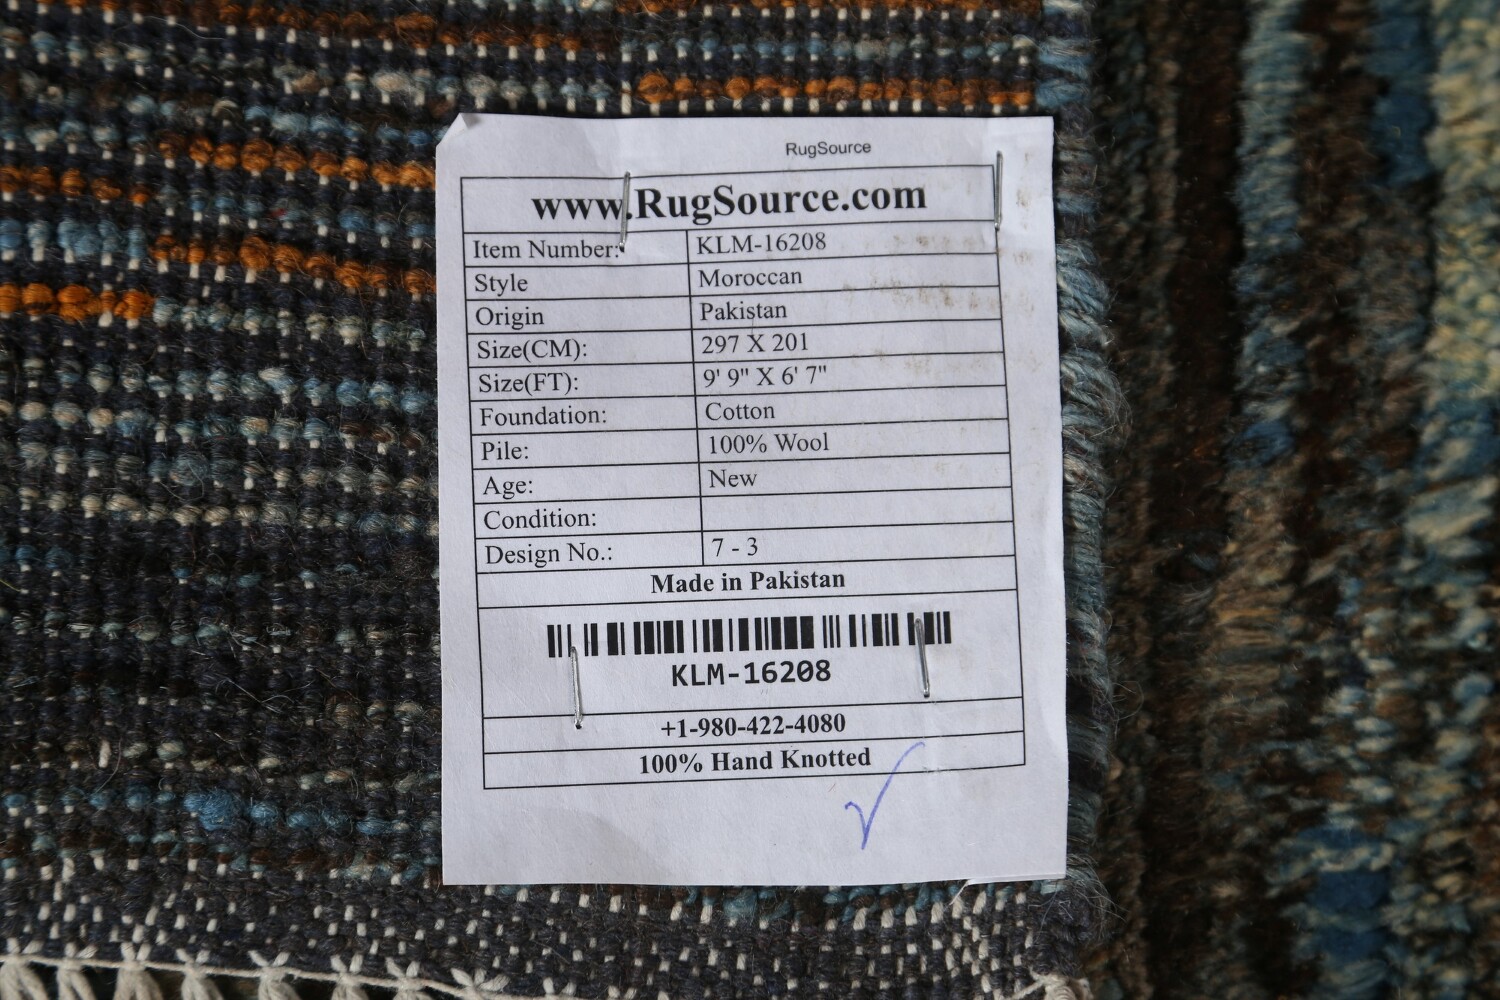 RugSource
www.RugSource.com
Item Number: KLM-16208
Style Moroccan
Origin Pakistan
Size(CM): 297 X 201
Size(FT): 9' 9" X 6' 7"
Foundation: Cotton
Pile: 100% Wool
Age: New
Condition:
Design No.: 7 - 3
Made in Pakistan
KLM-16208
+1-980-422-4080
100% Hand Knotted